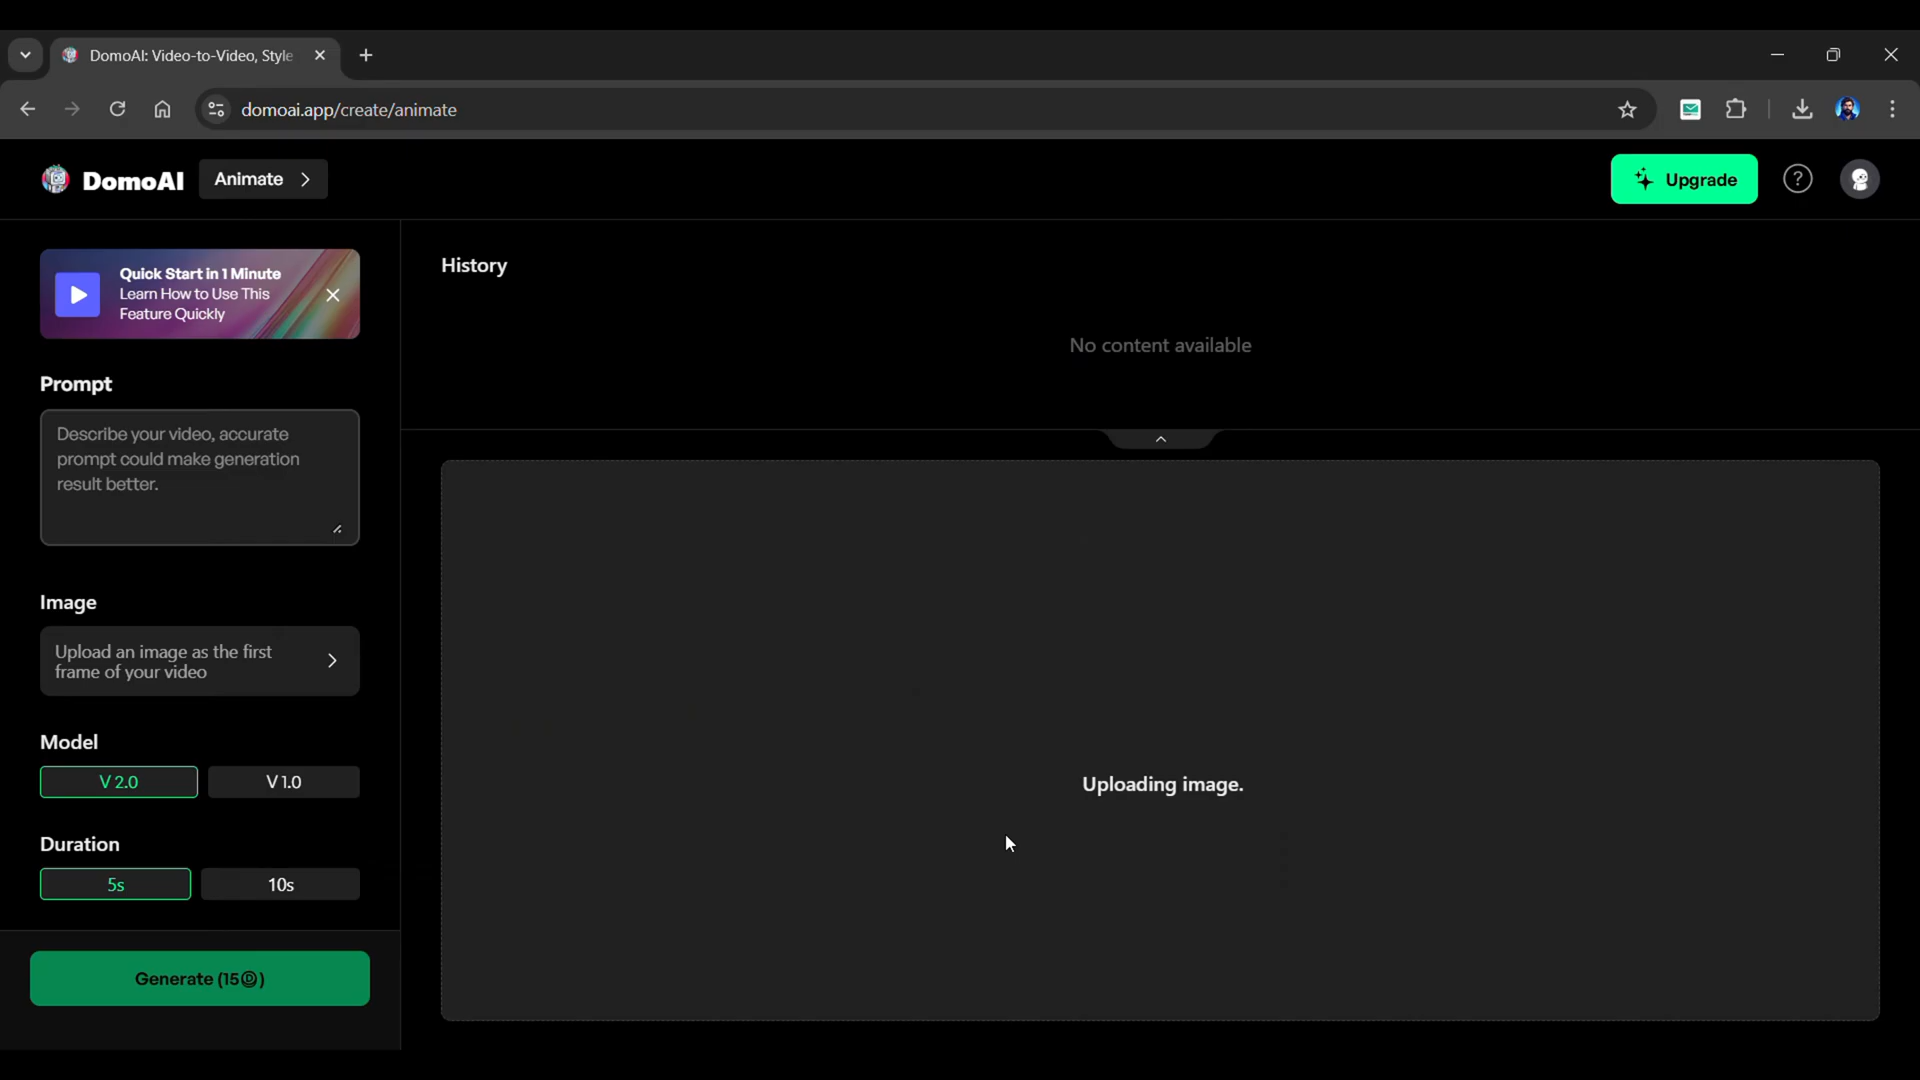 DomoAI: Video-to-Video, Style
domoai.app/create/animate
DomoAI
Animate
Upgrade
Quick Start in 1 Minute
Learn How to Use This
Feature Quickly
History
No content available
Prompt
Describe your video, accurate
prompt could make generation
result better.
Image
Upload an image as the first
frame of your video
Model
V 2.0
V 1.0
Uploading image.
Duration
5s
10s
Generate (15Ⓓ)